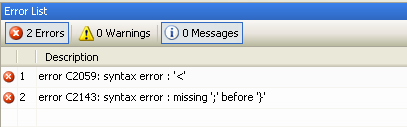 Error List
2 Errors 0 Warnings 0 Messages
Description
1 error C2059: syntax error : '<'
2 error C2143: syntax error : missing ';' before '}'